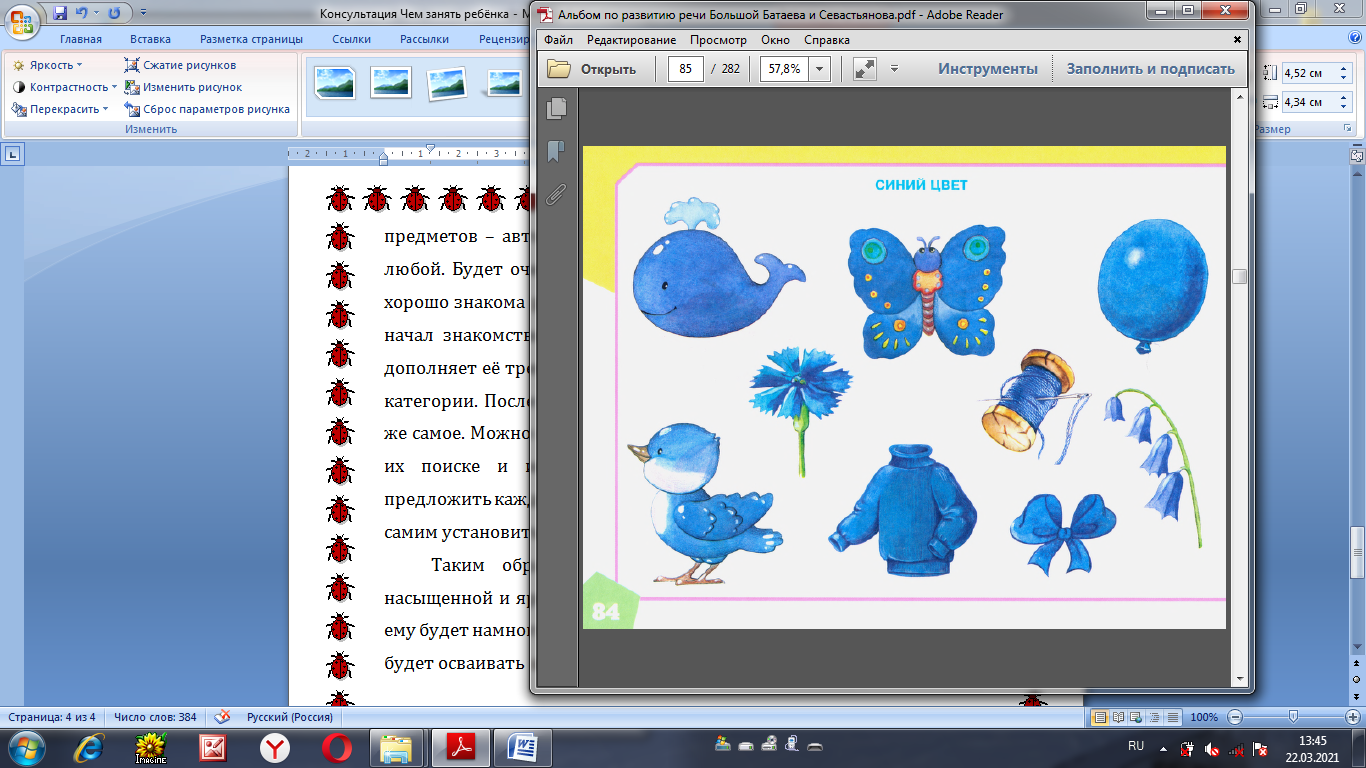 Консультация Чем занять ребёнка - M
Главная
Вставка
Разметка страницы
Ссылки
Рассылки
Рецензир
Яркость
Контрастность
Перекрасить
Сжатие рисунков
Изменить рисунок
Сброс параметров рисунка
Изменить
4,52 см
4,34 см
Размер
предметов – авт
любой. Будет оч
хорошо знакома
начал знакомств
дополняет её тре
категории. После
же самое. Можно
их поиске и и
предложить каж
самим установит
Таким обр
насыщенной и яр
ему будет намно
будет осваивать
Альбом по развитию речи Большой Батаева и Севастьянова.pdf - Adobe Reader
Файл Редактирование Просмотр Окно Справка
Открыть
85 / 282
57,8%
Инструменты
Заполнить и подписать
СИНИЙ ЦВЕТ
84
Страница: 4 из 4
Число слов: 384
Русский (Россия)
100%
IMAGINE
RU
13:45
22.03.2021